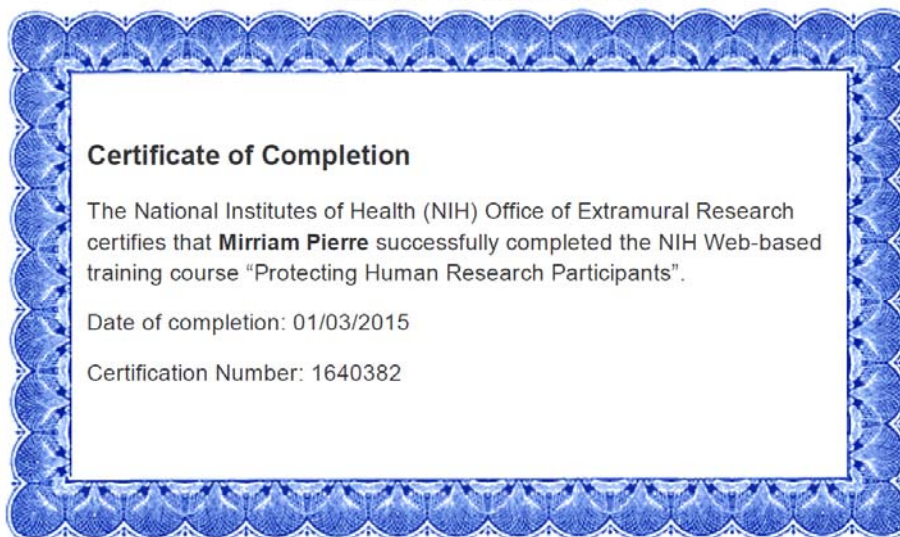 Certificate of Completion
The National Institutes of Health (NIH) Office of Extramural Research
certifies that Mirriam Pierre successfully completed the NIH Web-based
training course “Protecting Human Research Participants”.
Date of completion: 01/03/2015
Certification Number: 1640382